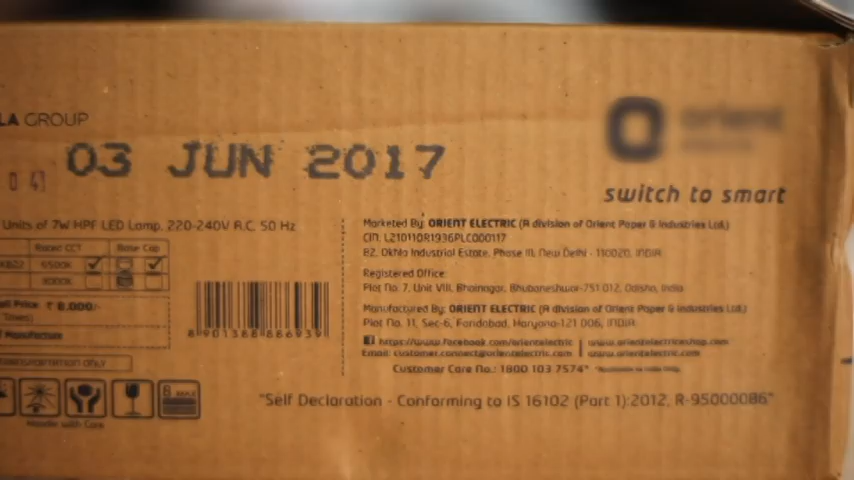 LA GROUP
03 JUN 2017
0 41
orient
switch to smart
Units of 7W HPF LED Lamp. 220-240V A.C. 50 Hz
Rated CCT Base Cap
6500K
3000K
Price ₹ 8,000/-
Manufacture
TRANSPORTATION ONLY
Handle with Care
8 901388 886939
Marketed By: ORIENT ELECTRIC (A division of Orient Paper & Industries Ltd.)
CIN: L21011OR1936PLC000117
82, Okhla Industrial Estate, Phase III, New Delhi - 110020, INDIA
Registered Office:
Plot No. 7, Unit VIII, Bhoinagar, Bhubaneshwar-751 012, Odisha, India
Manufactured By: ORIENT ELECTRIC (A division of Orient Paper & Industries Ltd.)
Plot No. 11, Sec-6, Faridabad, Haryana-121 006, INDIA.
https://www.facebook.com/orientelectric | www.orientelectriceshop.com
Email: customer.connect@orientelectric.com | www.orientelectric.com
Customer Care No.: 1800 103 7574*
"Self Declaration - Conforming to IS 16102 (Part 1):2012, R-95000086"